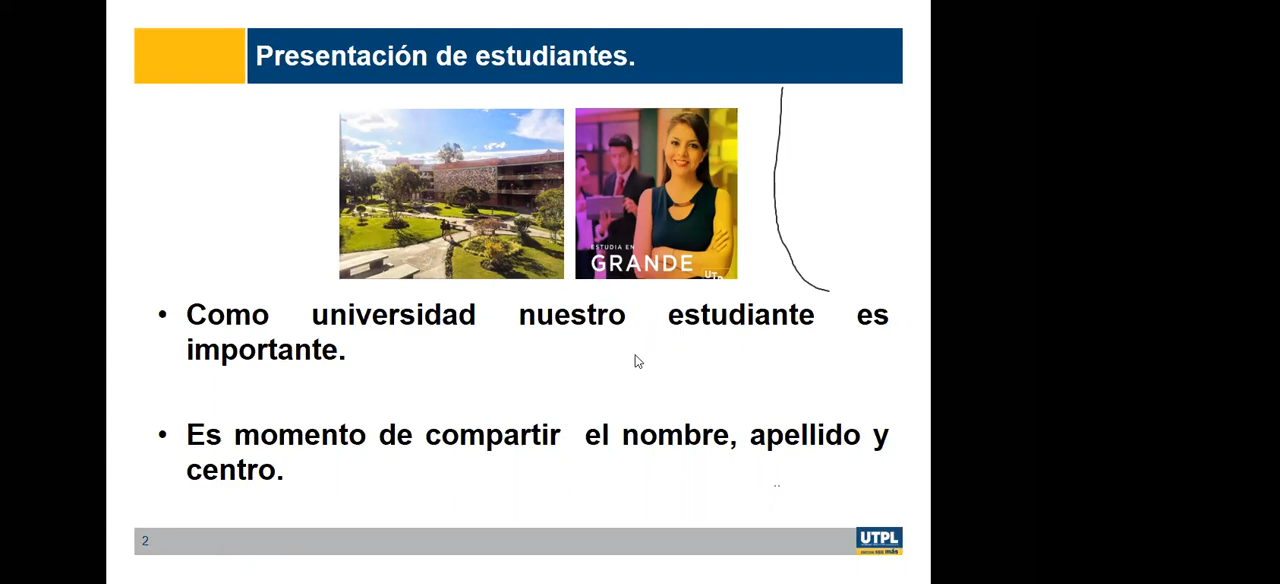 Presentación de estudiantes.
ESTUDIA EN
GRANDE
• Como universidad nuestro estudiante es
importante.
• Es momento de compartir el nombre, apellido y
centro.
2
UTPL